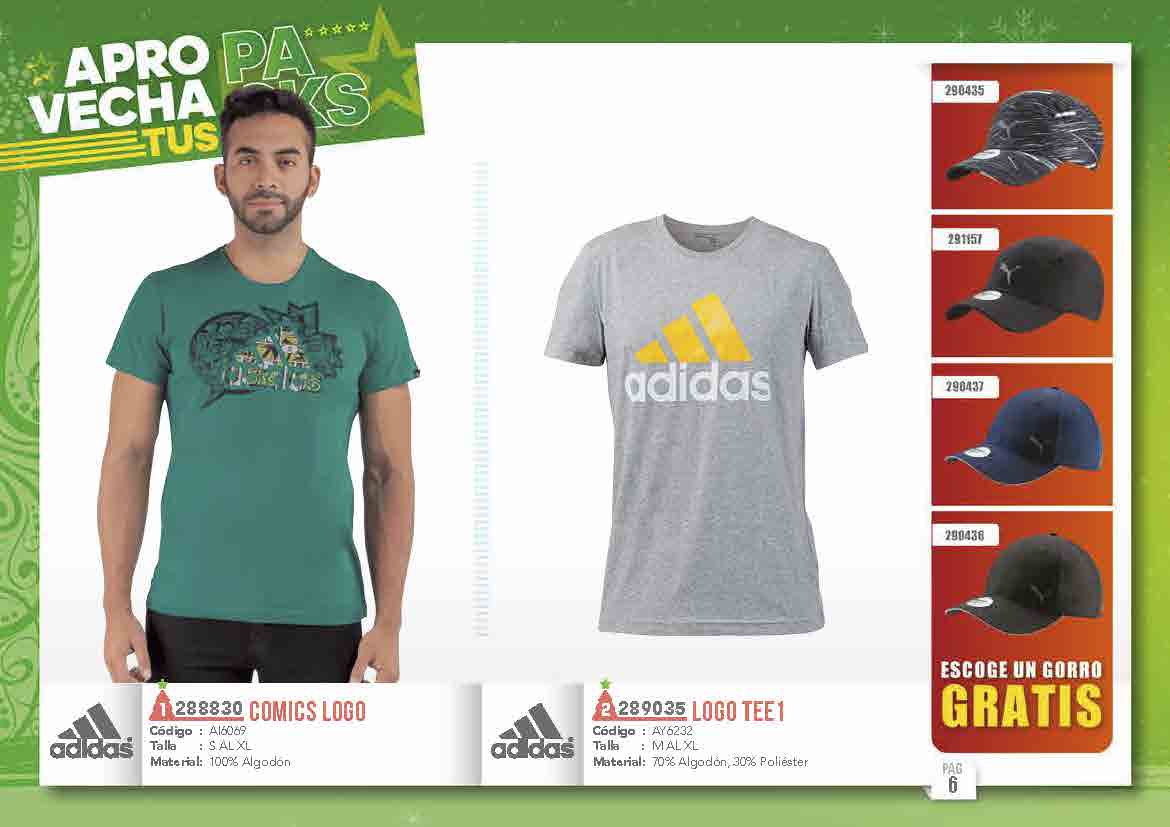 APRO
VECHA
TUS
PA
CKS
adidas
290435
291157
290437
290436
ESCOGE UN GORRO
GRATIS
adidas
1 288830 COMICS LOGO
Código : AI6069
Talla : S AL XL
Material: 100% Algodón
adidas
2 289035 LOGO TEE1
Código : AY6232
Talla : M AL XL
Material: 70% Algodón, 30% Poliéster
PAG
6